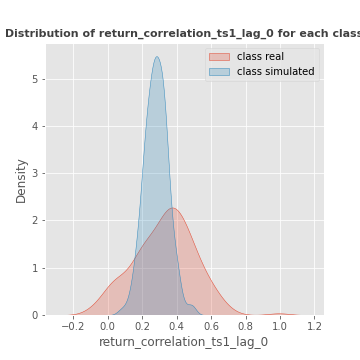 Distribution of return_correlation_ts1_lag_0 for each class
class real
class simulated
Density
5
4
3
2
1
0
−0.2 0.0 0.2 0.4 0.6 0.8 1.0 1.2
return_correlation_ts1_lag_0